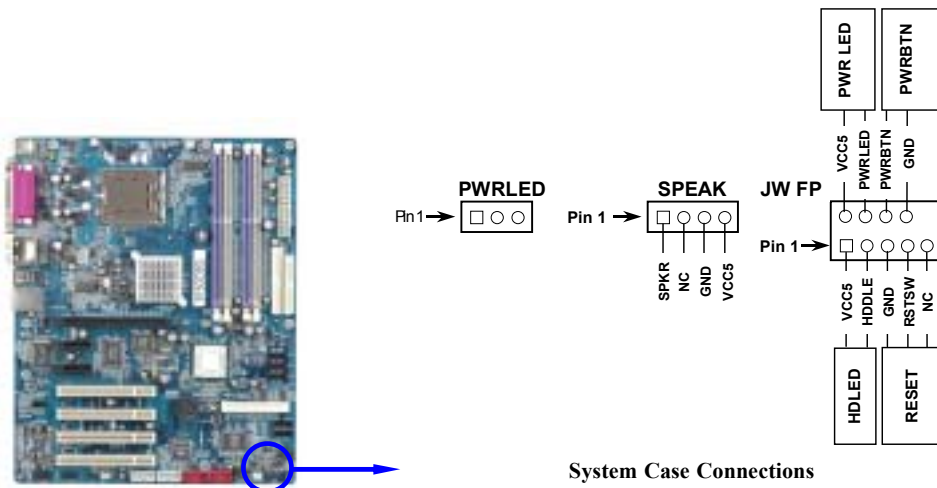 PWR LED
PWRBTN
VCC5
PWRLED
PWRBTN
GND
PWRLED
SPEAK
JW FP
Pin 1
Pin 1
Pin 1
SPKR
NC
GND
VCC5
VCC5
HDDLE
GND
RSTSW
NC
HDLED
RESET
System Case Connections